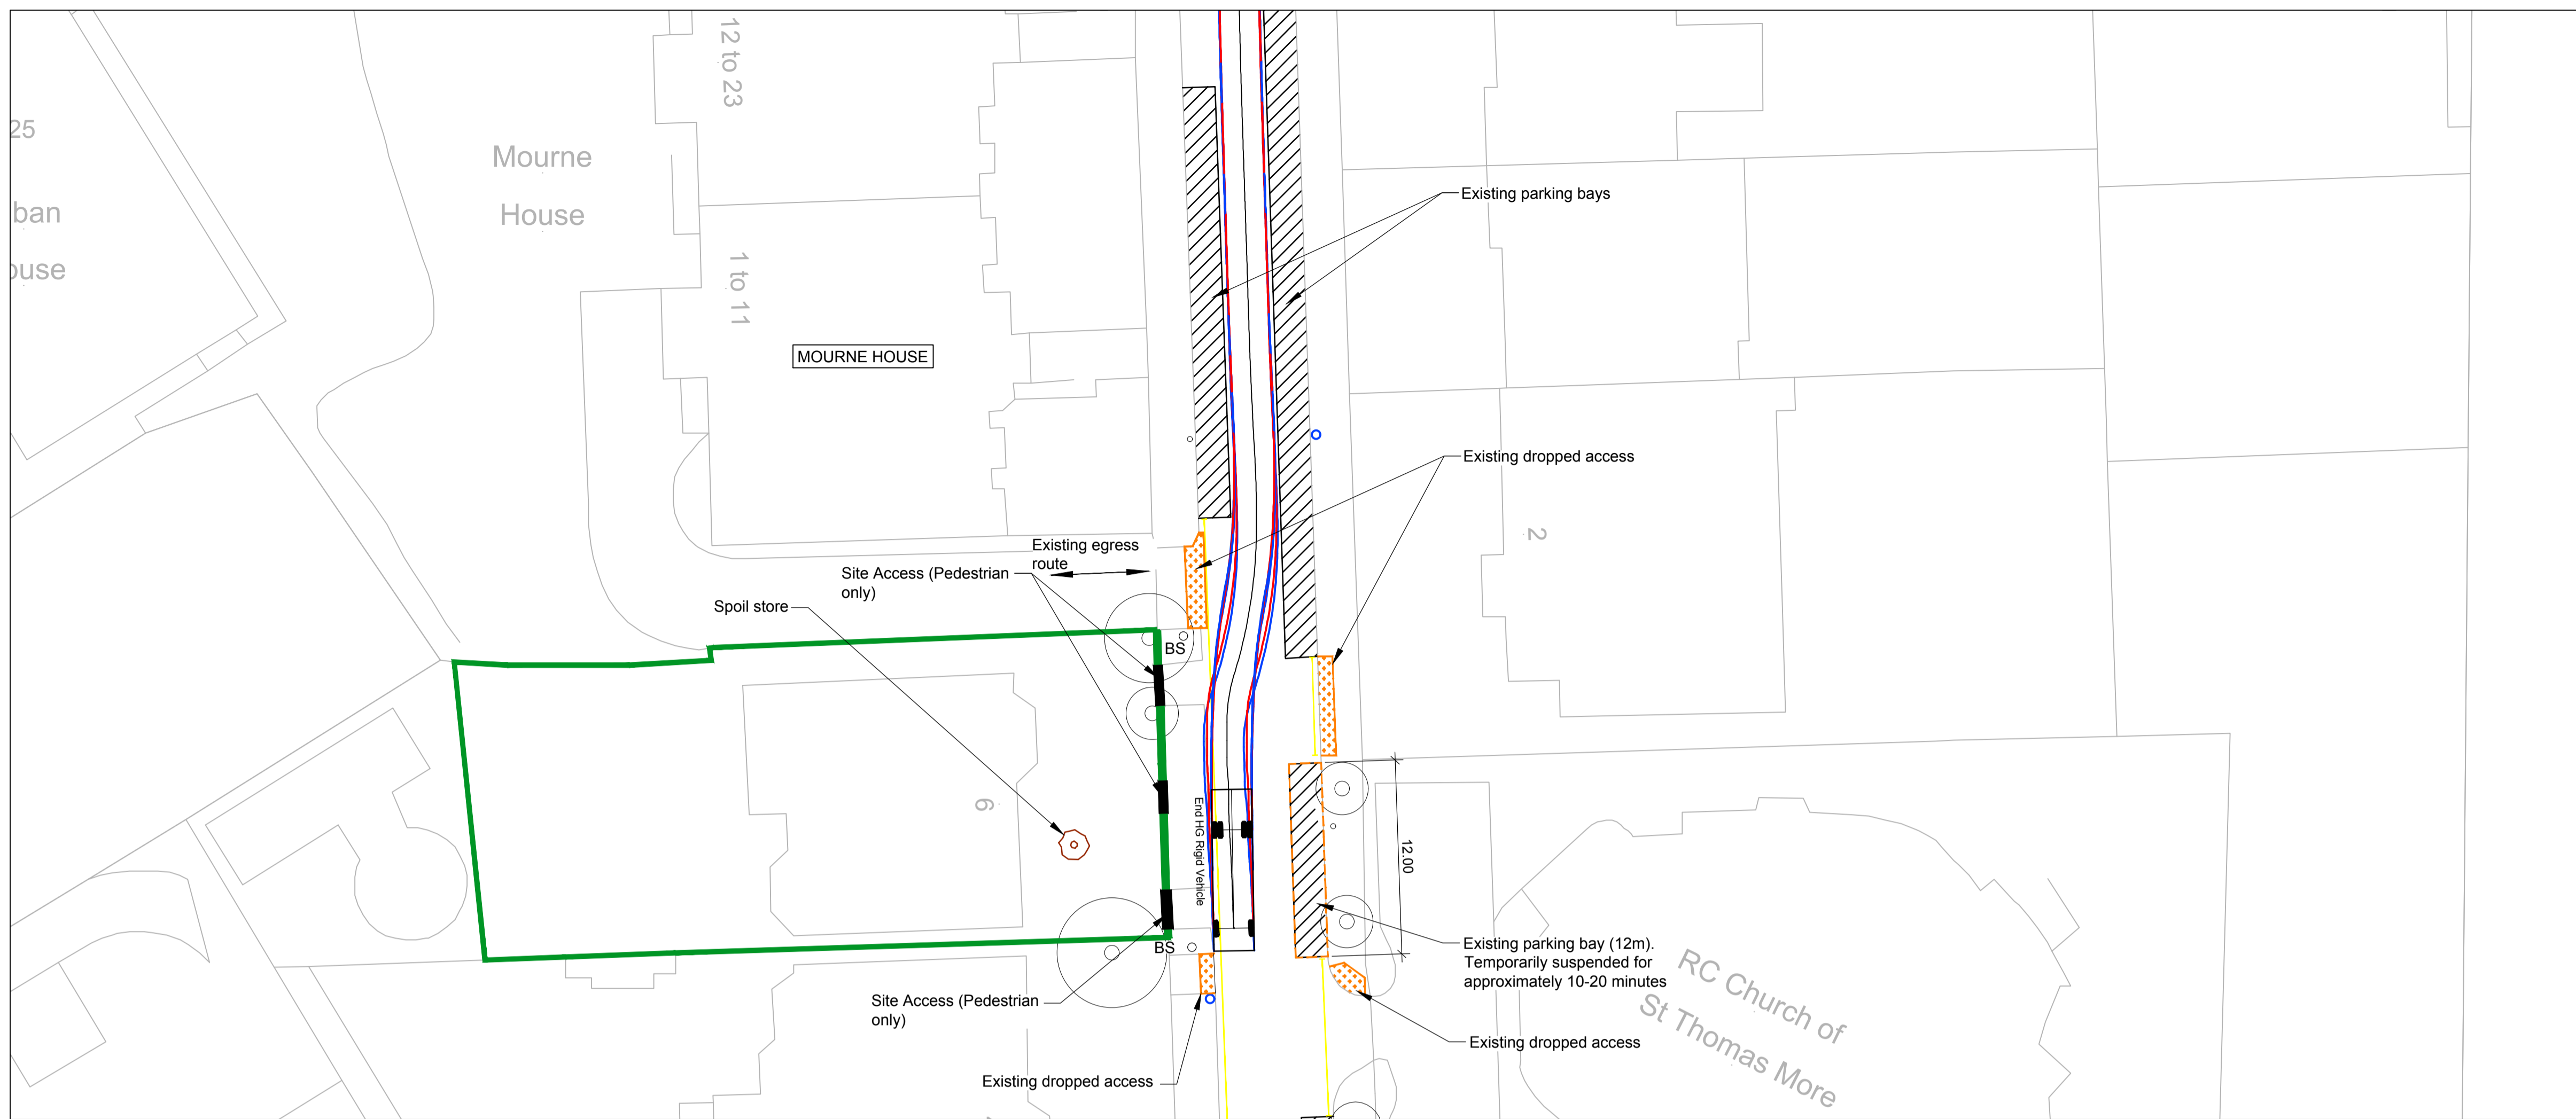 12 to 23
25
Mourne
House
ban
ouse
1 to 11
MOURNE HOUSE
Existing parking bays
Existing dropped access
2
Existing egress
route
Site Access (Pedestrian
only)
Spoil store
BS
6
End HG Rigid Vehicle
12.00
BS
Existing parking bay (12m).
Temporarily suspended for
approximately 10-20 minutes
Site Access (Pedestrian
only)
RC Church of
St Thomas More
Existing dropped access
Existing dropped access